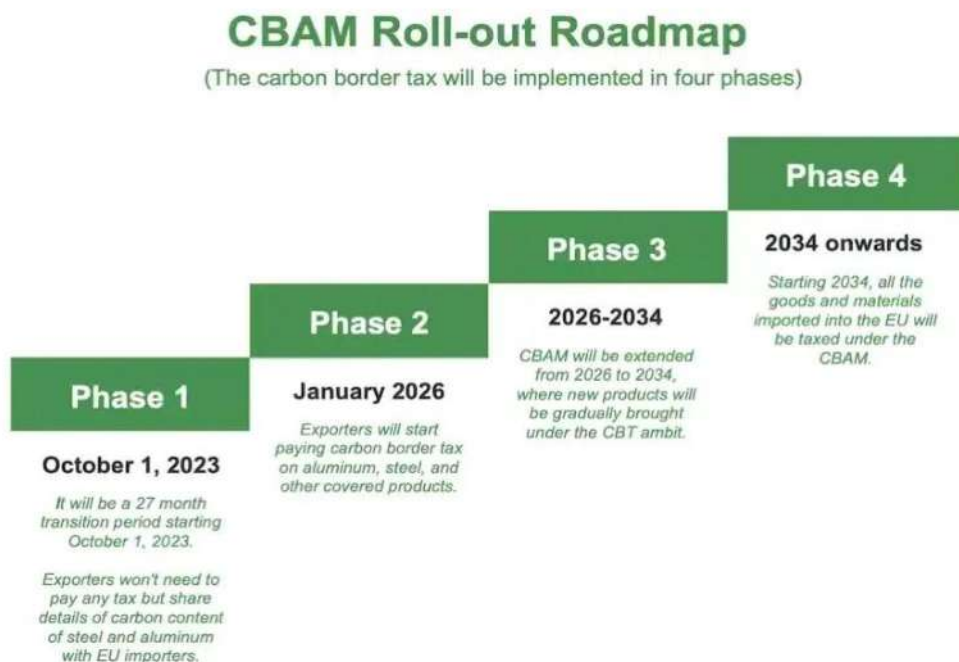 CBAM Roll-out Roadmap
(The carbon border tax will be implemented in four phases)
Phase 1
October 1, 2023
It will be a 27 month
transition period starting
October 1, 2023.
Exporters won't need to
pay any tax but share
details of carbon content
of steel and aluminum
with EU importers.
Phase 2
January 2026
Exporters will start
paying carbon border tax
on aluminum, steel, and
other covered products.
Phase 3
2026-2034
CBAM will be extended
from 2026 to 2034,
where new products will
be gradually brought
under the CBT ambit.
Phase 4
2034 onwards
Starting 2034, all the
goods and materials
imported into the EU will
be taxed under the
CBAM.